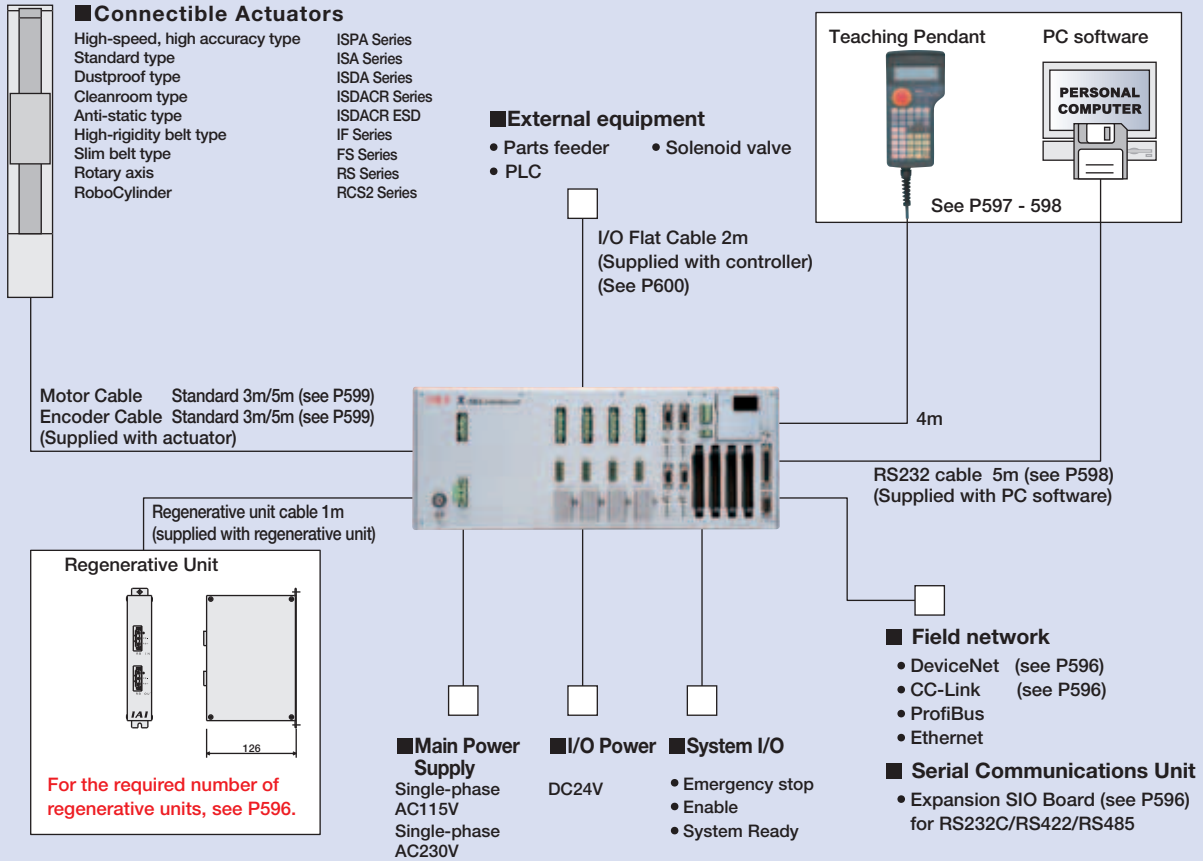 ■Connectible Actuators
High-speed, high accuracy type ISPA Series
Standard type ISA Series
Dustproof type ISDA Series
Cleanroom type ISDACR Series
Anti-static type ISDACR ESD
High-rigidity belt type IF Series
Slim belt type FS Series
Rotary axis RS Series
RoboCylinder RCS2 Series
■External equipment
• Parts feeder • Solenoid valve
• PLC
I/O Flat Cable 2m
(Supplied with controller)
(See P600)
Teaching Pendant PC software
PERSONAL
COMPUTER
See P597 - 598
Motor Cable Standard 3m/5m (see P599)
Encoder Cable Standard 3m/5m (see P599)
(Supplied with actuator)
4m
RS232 cable 5m (see P598)
(Supplied with PC software)
Regenerative unit cable 1m
(supplied with regenerative unit)
Regenerative Unit
IAI
126
For the required number of
regenerative units, see P596.
■Main Power
Supply
Single-phase
AC115V
Single-phase
AC230V
■I/O Power
DC24V
■System I/O
• Emergency stop
• Enable
• System Ready
■ Field network
• DeviceNet (see P596)
• CC-Link (see P596)
• ProfiBus
• Ethernet
■ Serial Communications Unit
• Expansion SIO Board (see P596)
for RS232C/RS422/RS485